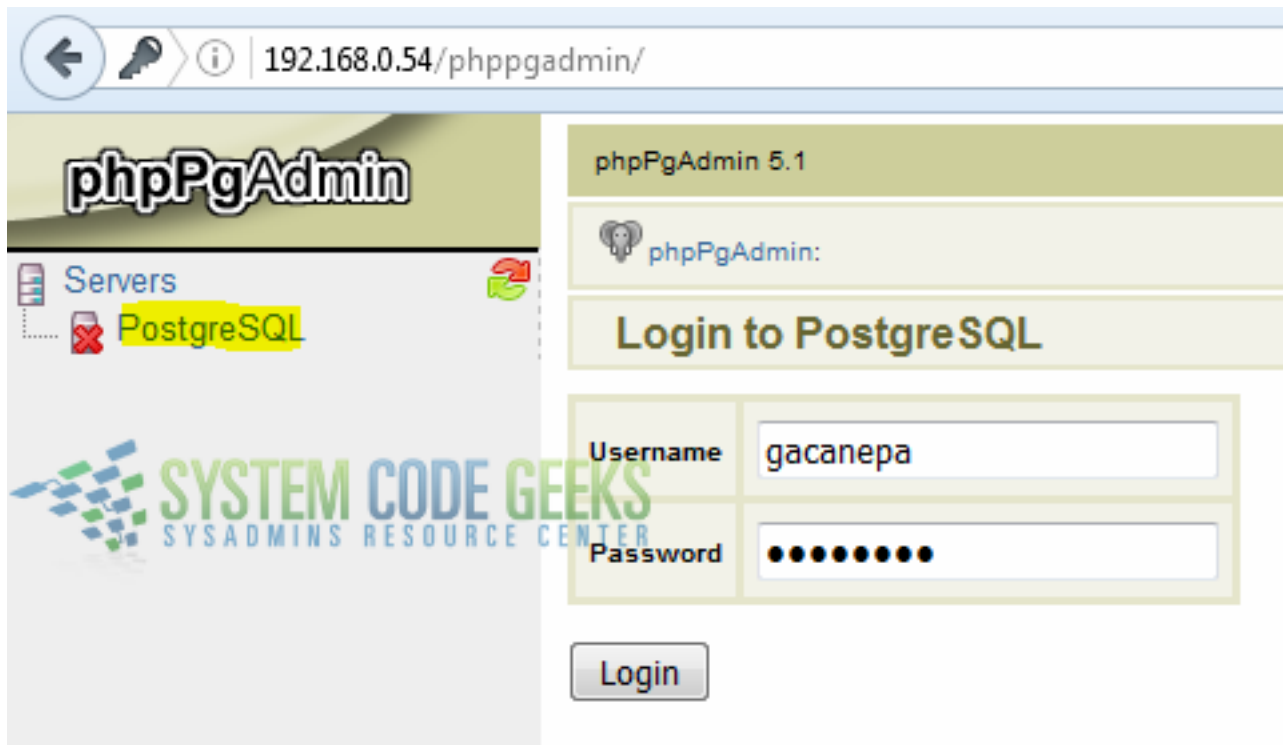 192.168.0.54/phppgadmin/
phpPgAdmin
Servers
PostgreSQL
phpPgAdmin 5.1
phpPgAdmin:
Login to PostgreSQL
Username
gacanepa
Password
••••••••
Login
SYSTEM CODE GEEKS
SYSADMINS RESOURCE CENTER